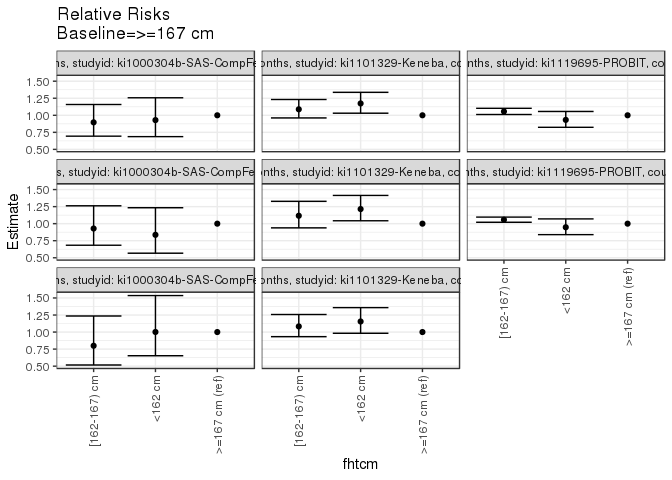 Relative Risks
Baseline=>=167 cm
hs, studyid: ki1000304b-SAS-CompFe
onths, studyid: ki1101329-Keneba, co
nths, studyid: ki1119695-PROBIT, cou
1.50
1.25
1.00
0.75
0.50
s, studyid: ki1000304b-SAS-CompFe
onths, studyid: ki1101329-Keneba, co
nths, studyid: ki1119695-PROBIT, cou
1.50
1.25
1.00
0.75
0.50
s, studyid: ki1000304b-SAS-CompFe
onths, studyid: ki1101329-Keneba, co
1.50
1.25
1.00
0.75
0.50
Estimate
[162-167) cm
<162 cm
>=167 cm (ref)
[162-167) cm
<162 cm
>=167 cm (ref)
[162-167) cm
<162 cm
>=167 cm (ref)
fhtcm